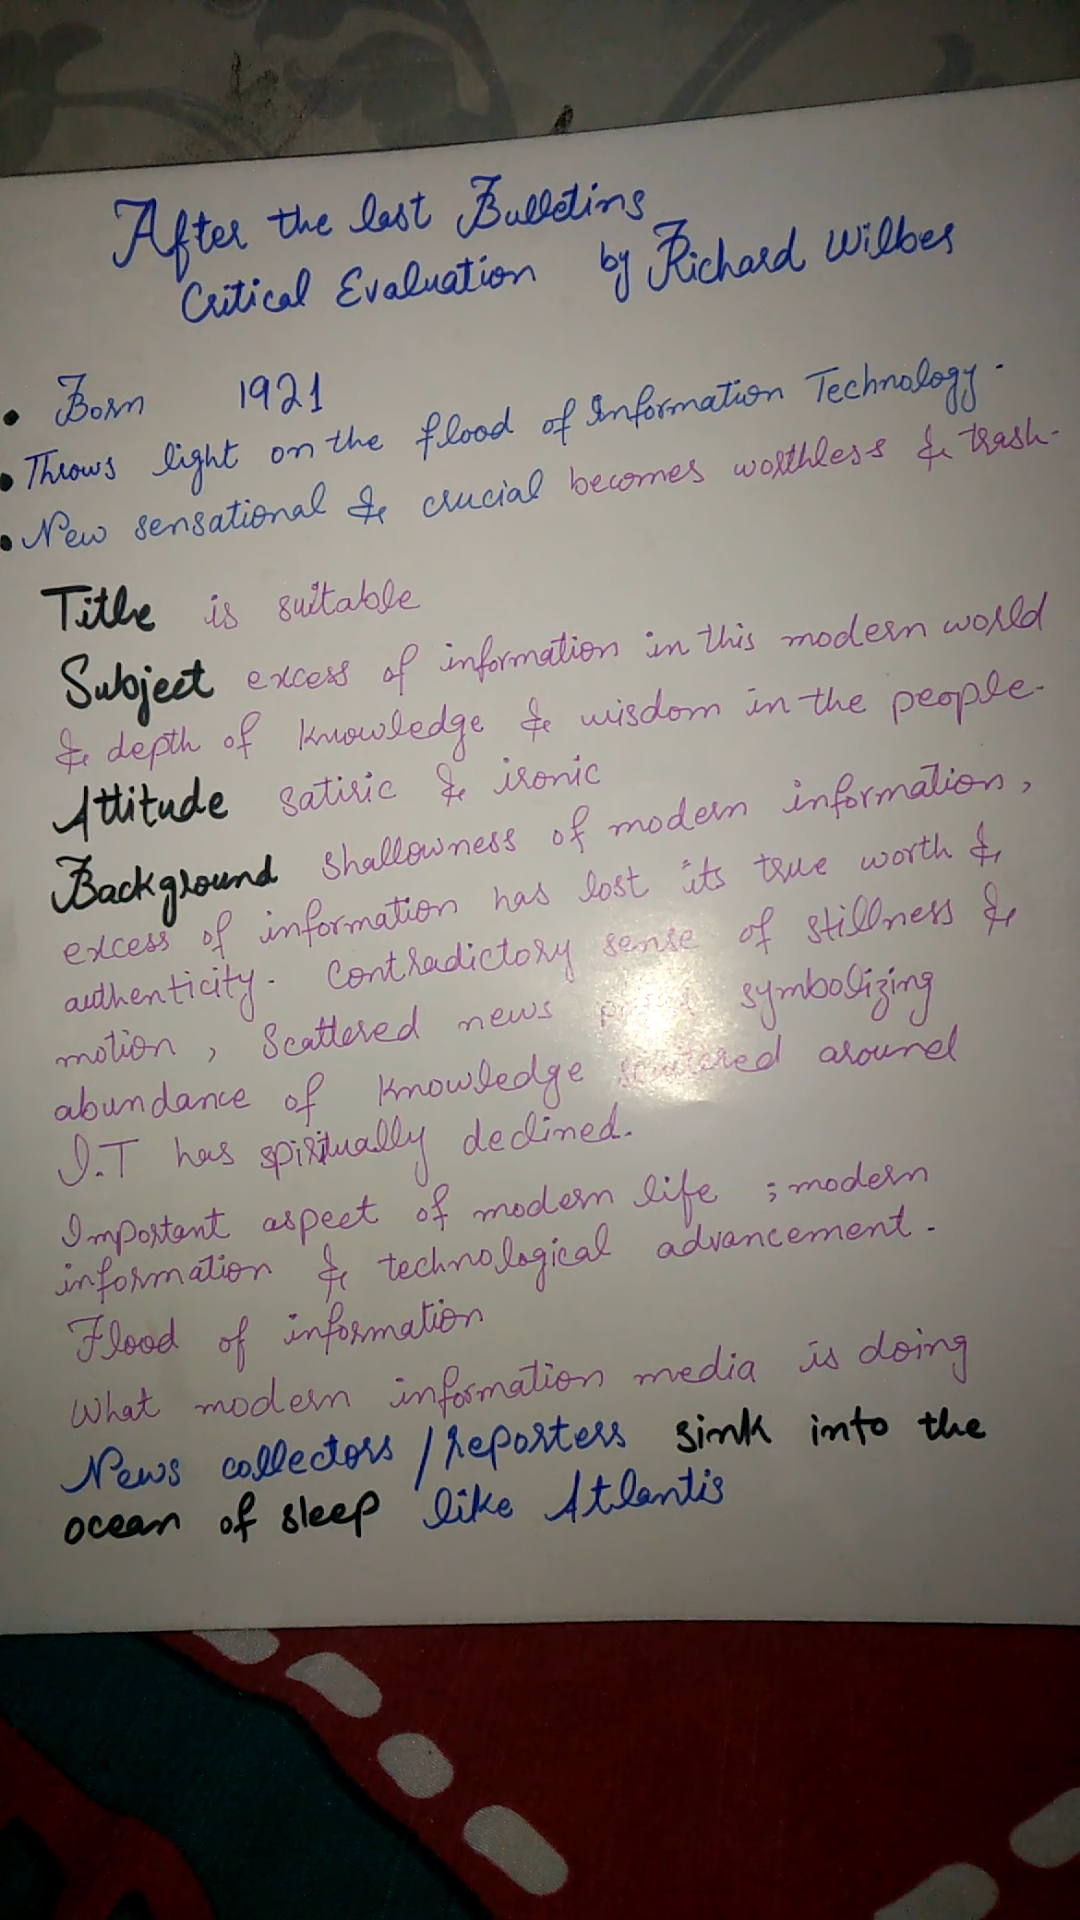 After the last Bulletins
Critical Evaluation by Richard Wilber
• Born 1921
• Throws light on the flood of Information Technology.
• New sensational & crucial becomes worthless & trash.
Title is suitable
Subject excess of information in this modern world
& depth of knowledge & wisdom in the people.
Attitude satiric & ironic
Background Shallowness of modern information,
excess of information has lost its true worth &
authenticity. Contradictory sense of stillness &
motion, Scattered news symbolizing
abundance of knowledge scattered around
I.T has spiritually declined.
Important aspect of modern life ; modern
information & technological advancement.
Flood of information
What modern information media is doing
News collectors / reporters sink into the
ocean of sleep like Atlantis